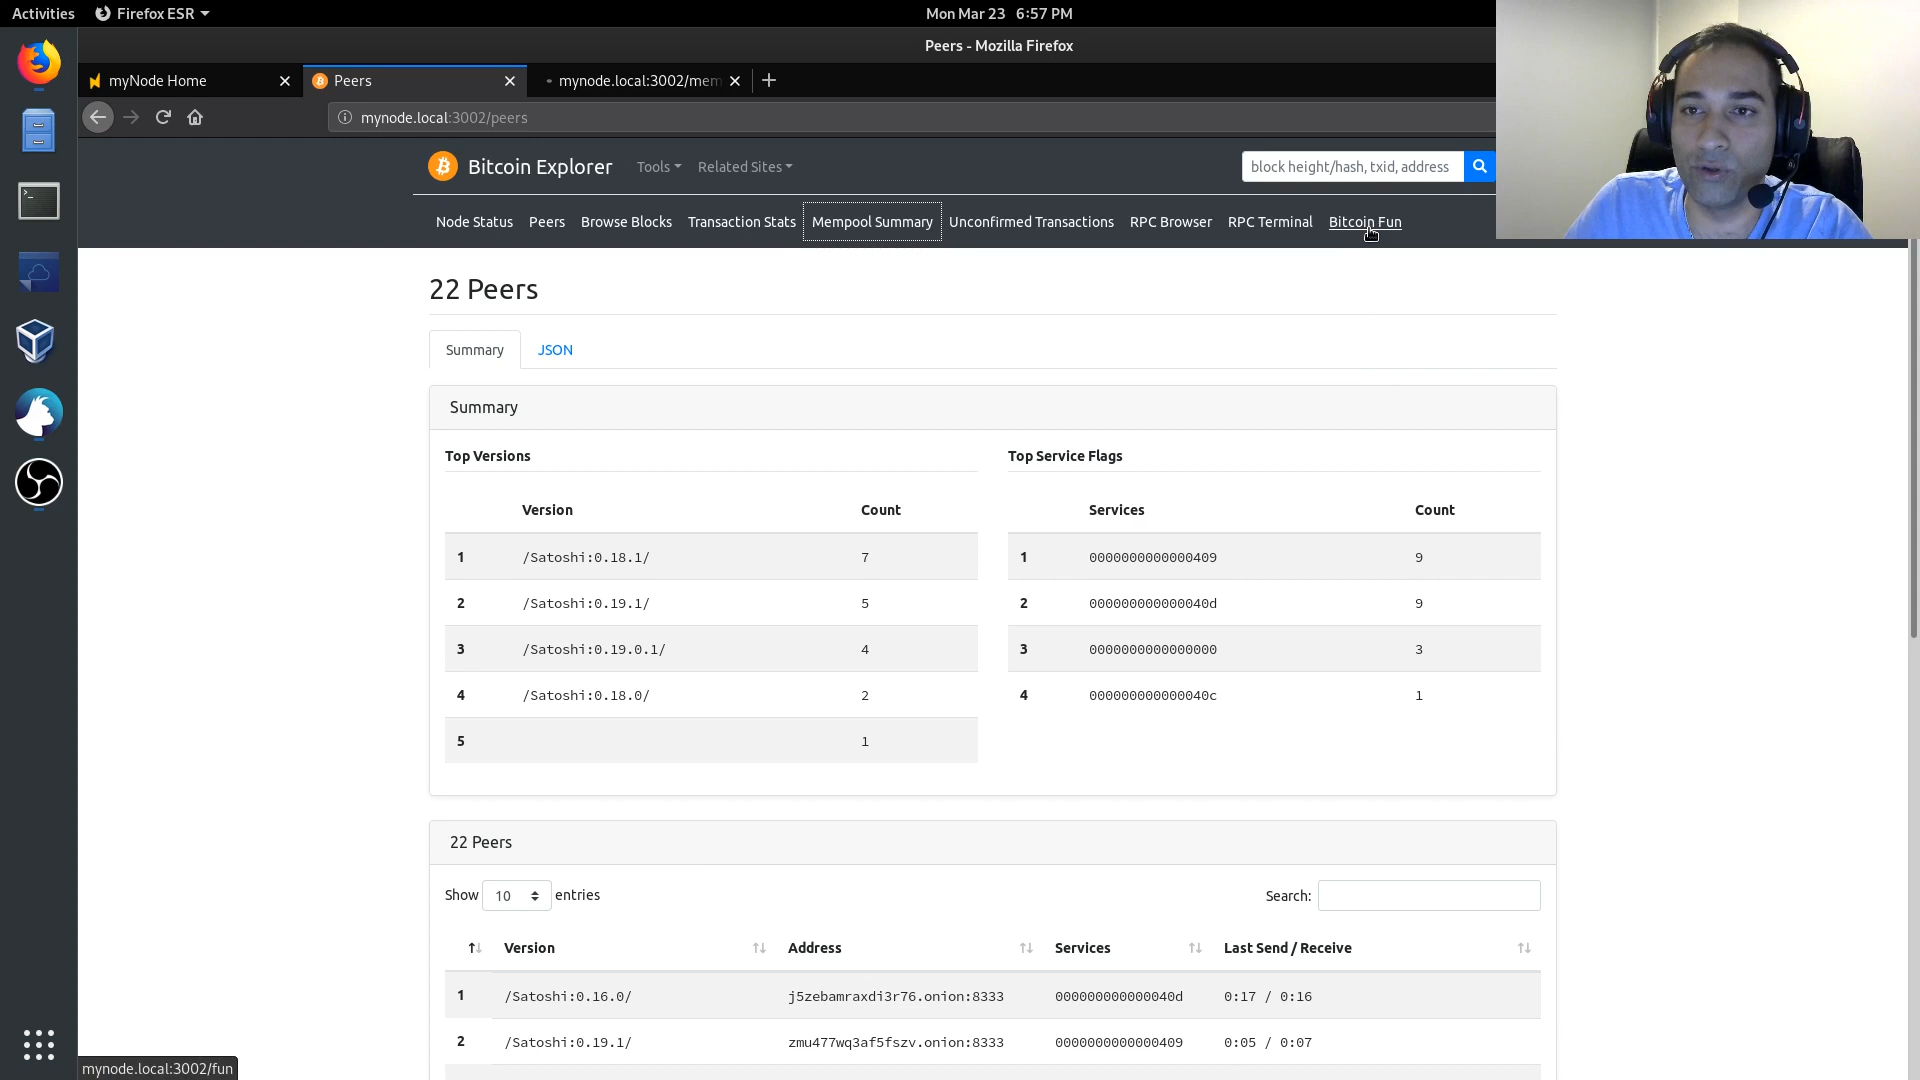 Activities Firefox ESR Mon Mar 23 6:57 PM
Peers - Mozilla Firefox
myNode Home Peers mynode.local:3002/mem
mynode.local:3002/peers
Bitcoin Explorer Tools Related Sites block height/hash, txid, address
Node Status Peers Browse Blocks Transaction Stats Mempool Summary Unconfirmed Transactions RPC Browser RPC Terminal Bitcoin Fun
22 Peers
Summary JSON
Summary
Top Versions Top Service Flags
Version Count Services Count
1 /Satoshi:0.18.1/ 7 1 0000000000000409 9
2 /Satoshi:0.19.1/ 5 2 000000000000040d 9
3 /Satoshi:0.19.0.1/ 4 3 0000000000000000 3
4 /Satoshi:0.18.0/ 2 4 000000000000040c 1
5 1
22 Peers
Show 10 entries Search:
Version Address Services Last Send / Receive
1 /Satoshi:0.16.0/ j5zebamraxdi3r76.onion:8333 000000000000040d 0:17 / 0:16
2 /Satoshi:0.19.1/ zmu477wq3af5fszv.onion:8333 0000000000000409 0:05 / 0:07
mynode.local:3002/fun